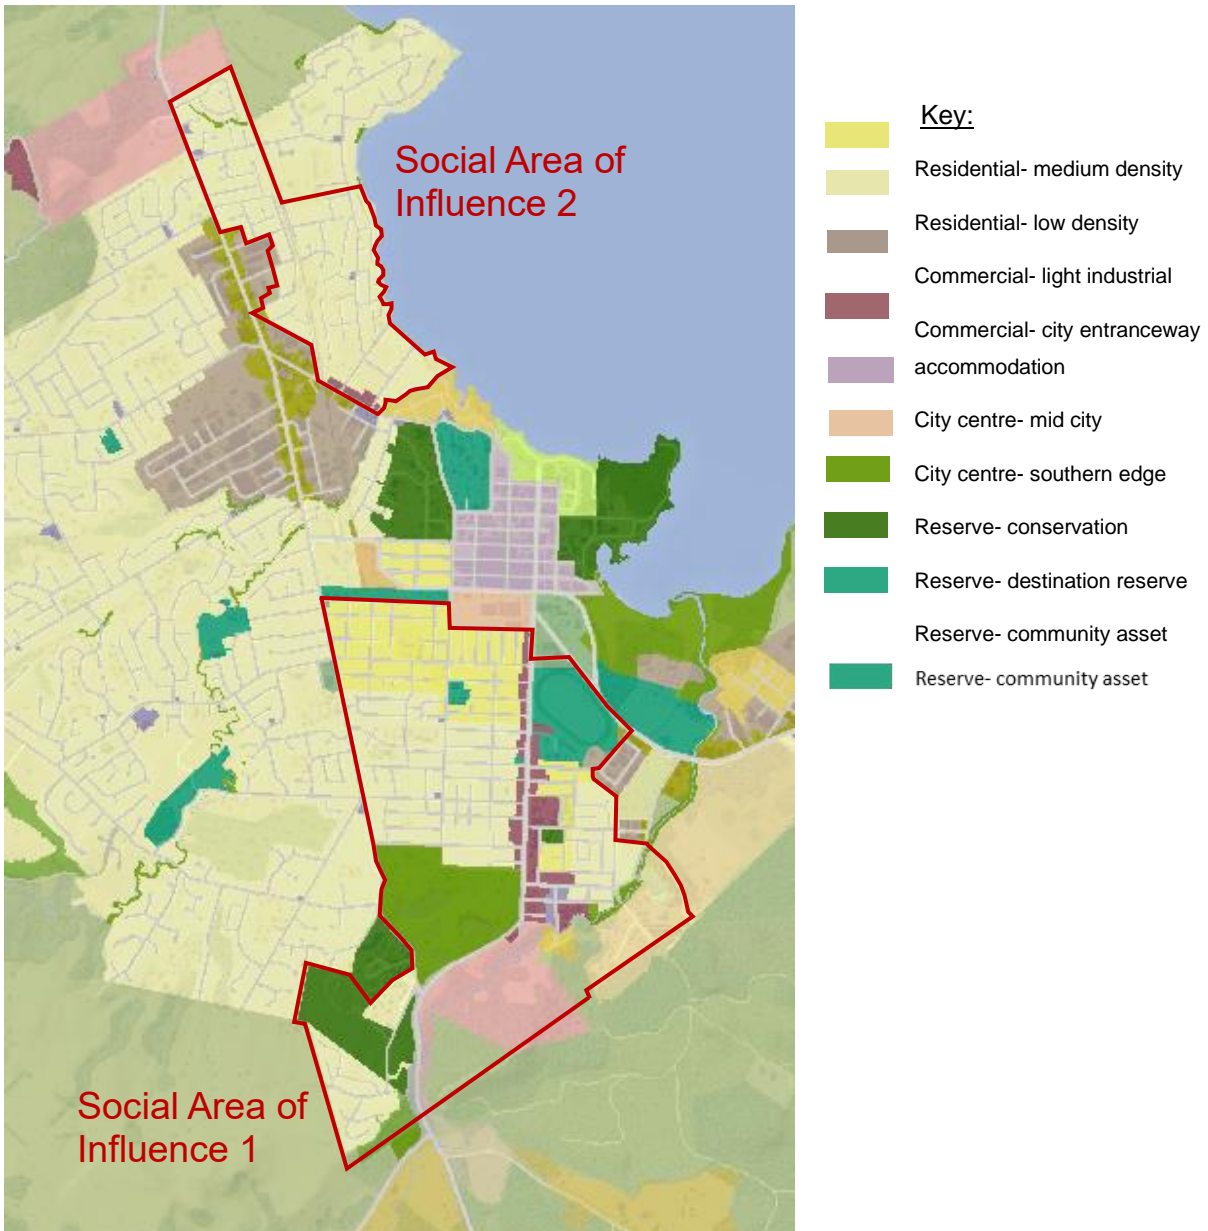 Key:
Social Area of
Influence 2
Residential- medium density
Residential- low density
Commercial- light industrial
Commercial- city entranceway
accommodation
City centre- mid city
City centre- southern edge
Reserve- conservation
Reserve- destination reserve
Reserve- community asset
Reserve- community asset
Social Area of
Influence 1